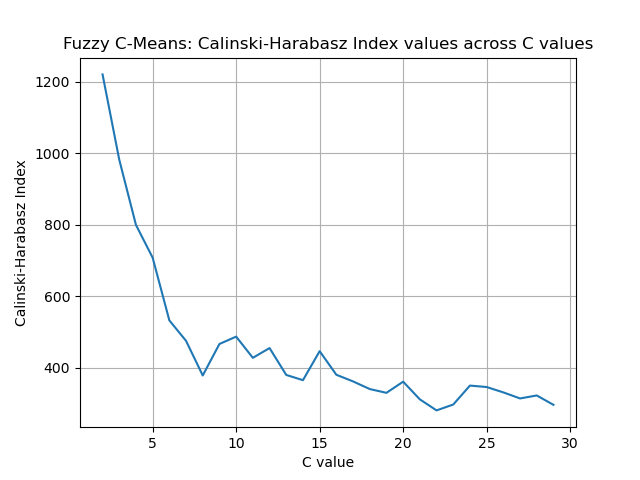 Fuzzy C-Means: Calinski-Harabasz Index values across C values
1200
1000
800
600
400
Calinski-Harabasz Index
5 10 15 20 25 30
C value